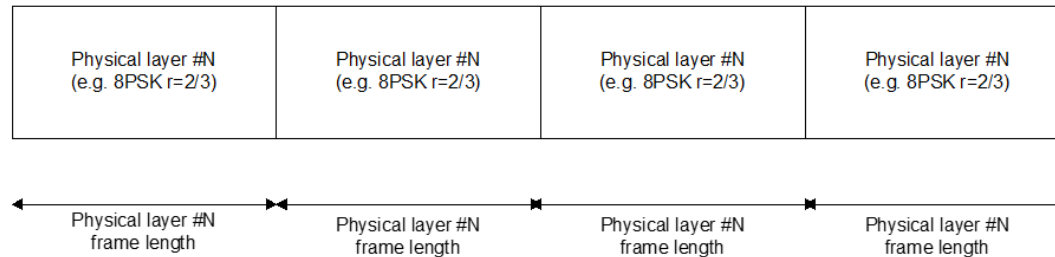 Physical layer #N
(e.g. 8PSK r=2/3)
Physical layer #N
(e.g. 8PSK r=2/3)
Physical layer #N
(e.g. 8PSK r=2/3)
Physical layer #N
(e.g. 8PSK r=2/3)
Physical layer #N
frame length
Physical layer #N
frame length
Physical layer #N
frame length
Physical layer #N
frame length